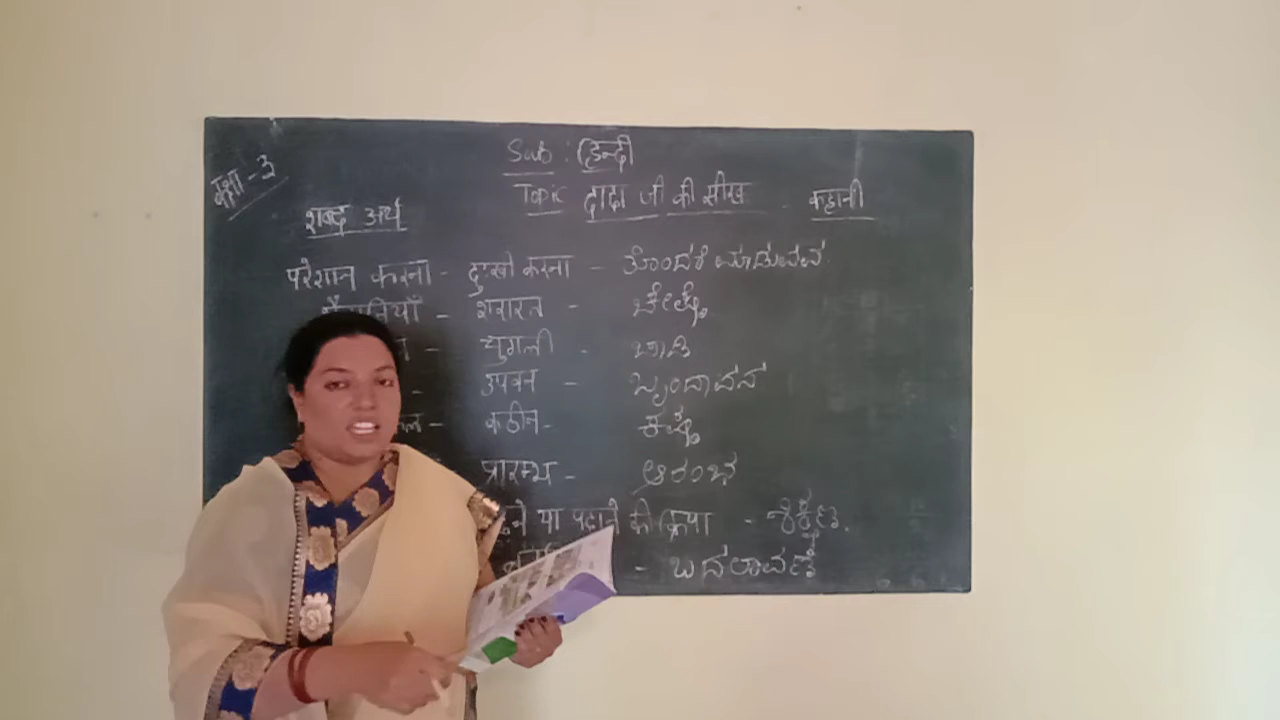 कक्षा - 3
Sub : हिन्दी
Topic दादा जी की सीख - कहानी
शब्द अर्थ
परेशान करना - दुःखी करना - ತೊಂದರೆ ಮಾಡುವವ
शैतानियाँ - शरारत - ಚೇಷ್ಟೆ
- चुगली - ಚಾಡಿ
- उपवन - ಬೃಂದಾವನ
- कठीन - ಕಷ್ಟ
प्रारम्भ - ಆರಂಭ
या पढाने की क्रिया - ಶಿಕ್ಷಣ.
- ಬದಲಾವಣೆ